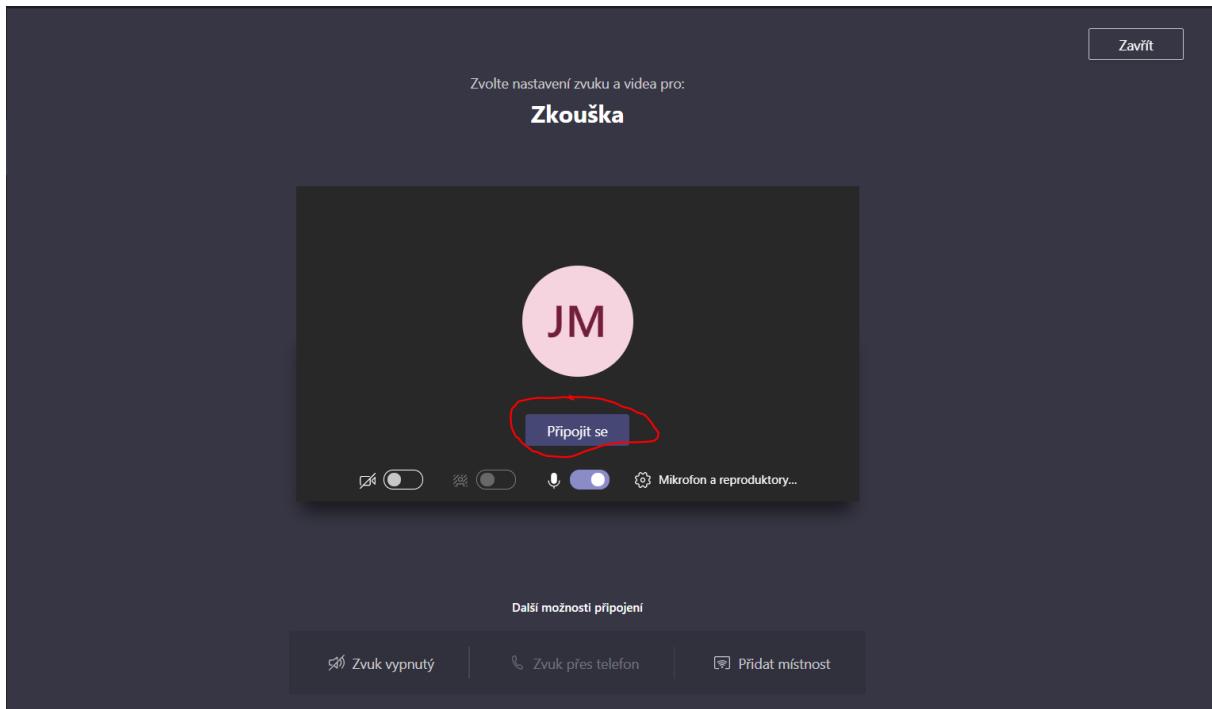 Zavřít
Zvolte nastavení zvuku a videa pro:
Zkouška
JM
Připojit se
Mikrofon a reproduktory...
Další možnosti připojení
Zvuk vypnutý
Zvuk přes telefon
Přidat místnost